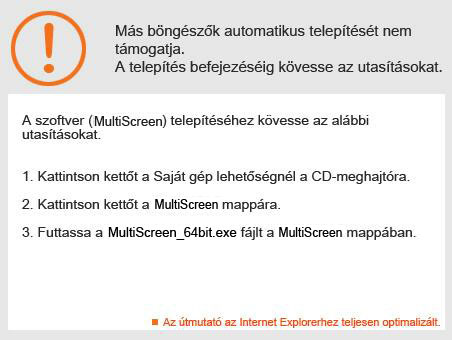 Más böngészők automatikus telepítését nem
támogatja.
A telepítés befejezéséig kövesse az utasításokat.
A szoftver (MultiScreen) telepítéséhez kövesse az alábbi
utasításokat.
1. Kattintson kettőt a Saját gép lehetőségnél a CD-meghajtóra.
2. Kattintson kettőt a MultiScreen mappára.
3. Futtassa a MultiScreen_64bit.exe fájlt a MultiScreen mappában.
Az útmutató az Internet Explorerhez teljesen optimalizált.